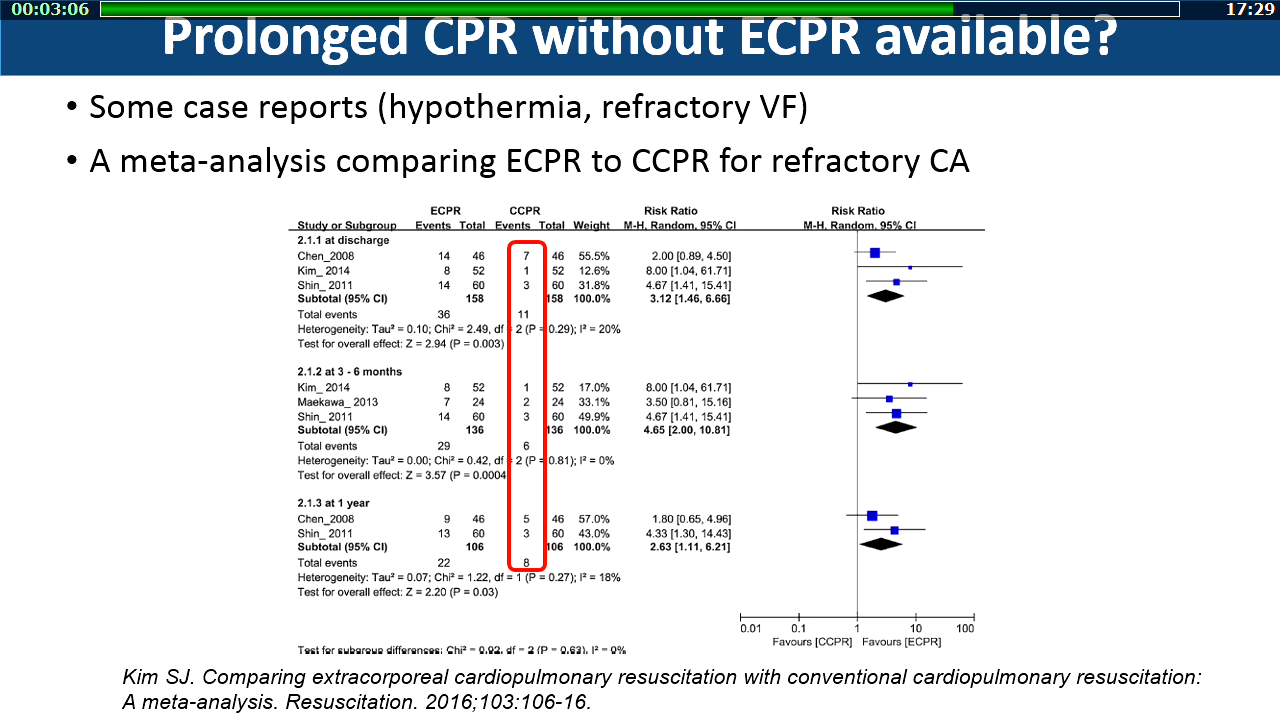 00:03:06 17:29
Prolonged CPR without ECPR available?
• Some case reports (hypothermia, refractory VF)
• A meta-analysis comparing ECPR to CCPR for refractory CA
ECPR CCPR Risk Ratio Risk Ratio
Study or Subgroup Events Total Events Total Weight M-H, Random, 95% CI M-H, Random, 95% CI
2.1.1 at discharge
Chen_2008 14 46 7 46 55.5% 2.00 [0.89, 4.50]
Kim_ 2014 8 52 1 52 12.6% 8.00 [1.04, 61.71]
Shin_ 2011 14 60 3 60 31.8% 4.67 [1.41, 15.41]
Subtotal (95% CI) 158 158 100.0% 3.12 [1.46, 6.66]
Total events 36 11
Heterogeneity: Tau² = 0.10; Chi² = 2.49, df = 2 (P = 0.29); I² = 20%
Test for overall effect: Z = 2.94 (P = 0.003)
2.1.2 at 3 - 6 months
Kim_ 2014 8 52 1 52 17.0% 8.00 [1.04, 61.71]
Maekawa_ 2013 7 24 2 24 33.1% 3.50 [0.81, 15.16]
Shin_ 2011 14 60 3 60 49.9% 4.67 [1.41, 15.41]
Subtotal (95% CI) 136 136 100.0% 4.65 [2.00, 10.81]
Total events 29 6
Heterogeneity: Tau² = 0.00; Chi² = 0.42, df = 2 (P = 0.81); I² = 0%
Test for overall effect: Z = 3.57 (P = 0.0004)
2.1.3 at 1 year
Chen_2008 9 46 5 46 57.0% 1.80 [0.65, 4.96]
Shin_ 2011 13 60 3 60 43.0% 4.33 [1.30, 14.43]
Subtotal (95% CI) 106 106 100.0% 2.63 [1.11, 6.21]
Total events 22 8
Heterogeneity: Tau² = 0.07; Chi² = 1.22, df = 1 (P = 0.27); I² = 18%
Test for overall effect: Z = 2.20 (P = 0.03)
0.01 0.1 1 10 100
Favours [CCPR] Favours [ECPR]
Test for subgroup differences: Chi² = 0.92, df = 2 (P = 0.63), I² = 0%
Kim SJ. Comparing extracorporeal cardiopulmonary resuscitation with conventional cardiopulmonary resuscitation:
A meta-analysis. Resuscitation. 2016;103:106-16.